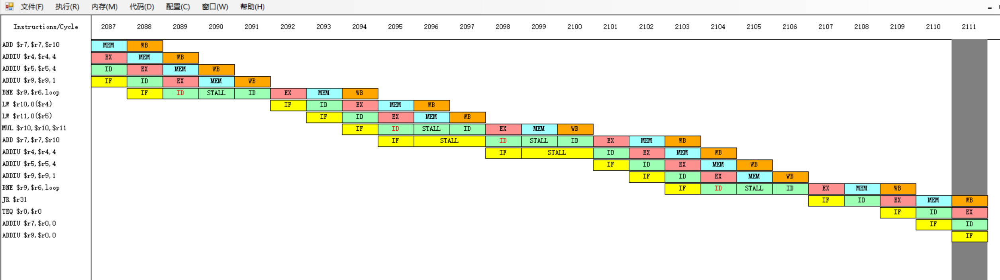 文件(F) 执行(R) 内存(M) 代码(D) 配置(C) 窗口(W) 帮助(H)
Instructions/Cycle 2087 2088 2089 2090 2091 2092 2093 2094 2095 2096 2097 2098 2099 2100 2101 2102 2103 2104 2105 2106 2107 2108 2109 2110 2111
ADD $r7,$r7,$r10 MEM WB
ADDIU $r4,$r4,4 EX MEM WB
ADDIU $r5,$r5,4 ID EX MEM WB
ADDIU $r9,$r9,1 IF ID EX MEM WB
BNE $r9,$r6,loop IF ID STALL ID EX MEM WB
LW $r10,0($r4) IF ID EX MEM WB
LW $r11,0($r5) IF ID EX MEM WB
MUL $r10,$r10,$r11 IF ID STALL ID EX MEM WB
ADD $r7,$r7,$r10 IF STALL ID STALL ID EX MEM WB
ADDIU $r4,$r4,4 IF STALL ID EX MEM WB
ADDIU $r5,$r5,4 IF ID EX MEM WB
ADDIU $r9,$r9,1 IF ID EX MEM WB
BNE $r9,$r6,loop IF ID STALL ID EX MEM WB
JR $r31 IF ID EX MEM WB
TEQ $r0,$r0 IF ID EX
ADDIU $r7,$r0,0 IF ID
ADDIU $r9,$r0,0 IF